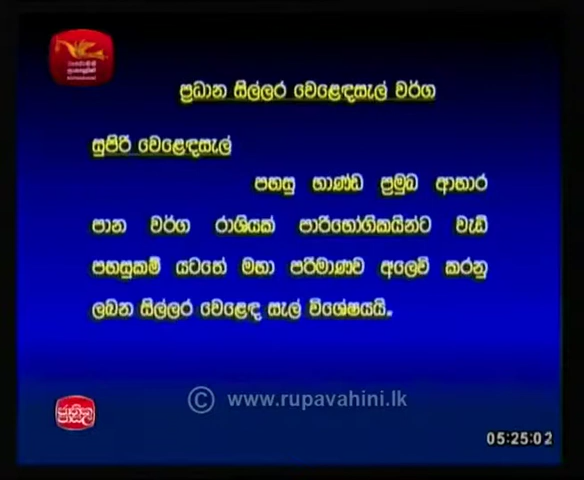 ප්‍රධාන සිල්ලර වෙළෙඳසැල් වර්ග
සුපිරි වෙළෙඳසැල්
පහසු භාණ්ඩ ප්‍රමුඛ ආහාර
පාන වර්ග රාශියක් පාරිභෝගිකයින්ට වැඩි
පහසුකම් යටතේ මහා පරිමාණව අලෙවි කරනු
ලබන සිල්ලර වෙළෙඳ සැල් විශේෂයයි.
ජාතික
පාසල
© www.rupavahini.lk
05:25:02